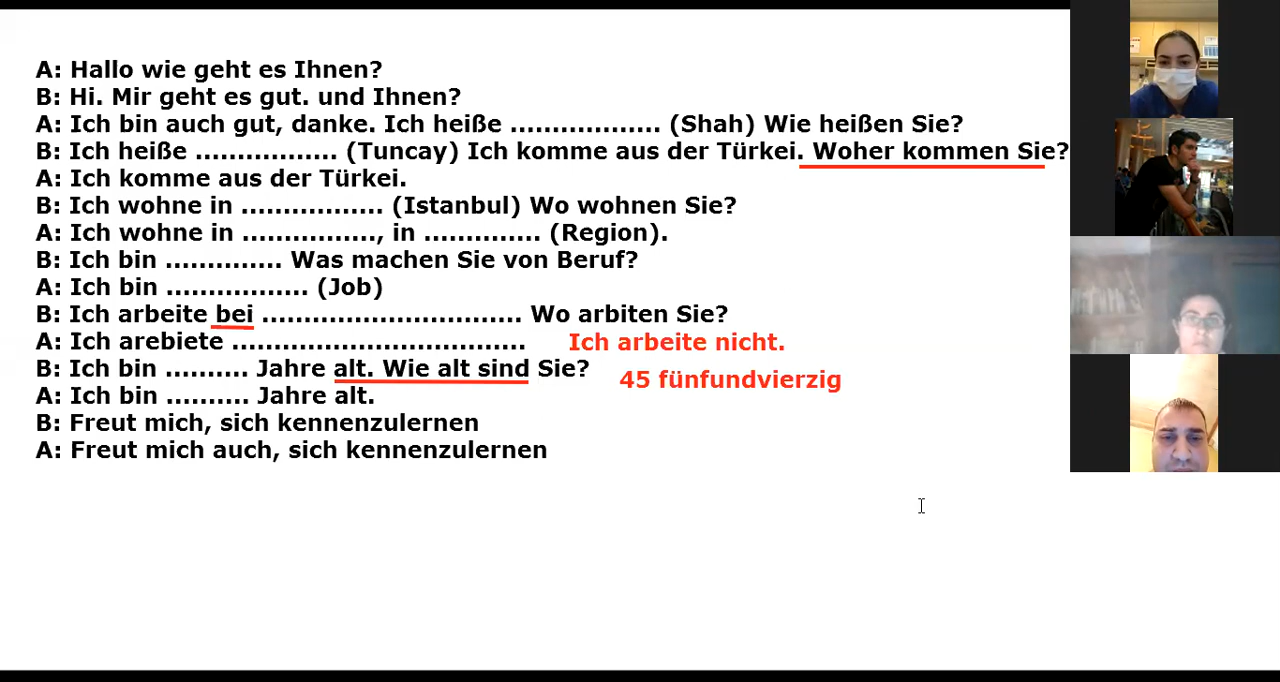 A: Hallo wie geht es Ihnen?
B: Hi. Mir geht es gut. und Ihnen?
A: Ich bin auch gut, danke. Ich heiße .................. (Shah) Wie heißen Sie?
B: Ich heiße ................. (Tuncay) Ich komme aus der Türkei. Woher kommen Sie?
A: Ich komme aus der Türkei.
B: Ich wohne in ................. (Istanbul) Wo wohnen Sie?
A: Ich wohne in ................, in .............. (Region).
B: Ich bin .............. Was machen Sie von Beruf?
A: Ich bin ................. (Job)
B: Ich arbeite bei ............................... Wo arbiten Sie?
A: Ich arebiete ................................... Ich arbeite nicht.
B: Ich bin .......... Jahre alt. Wie alt sind Sie?
45 fünfundvierzig
A: Ich bin .......... Jahre alt.
B: Freut mich, sich kennenzulernen
A: Freut mich auch, sich kennenzulernen